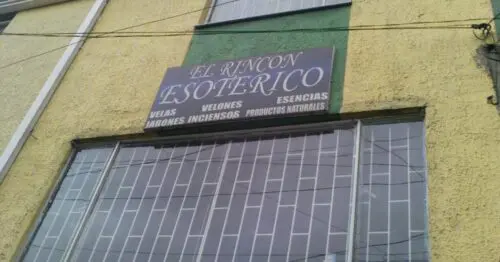 EL RINCON
ESOTERICO
VELAS VELONES ESENCIAS
JABONES INCIENSOS PRODUCTOS NATURALES